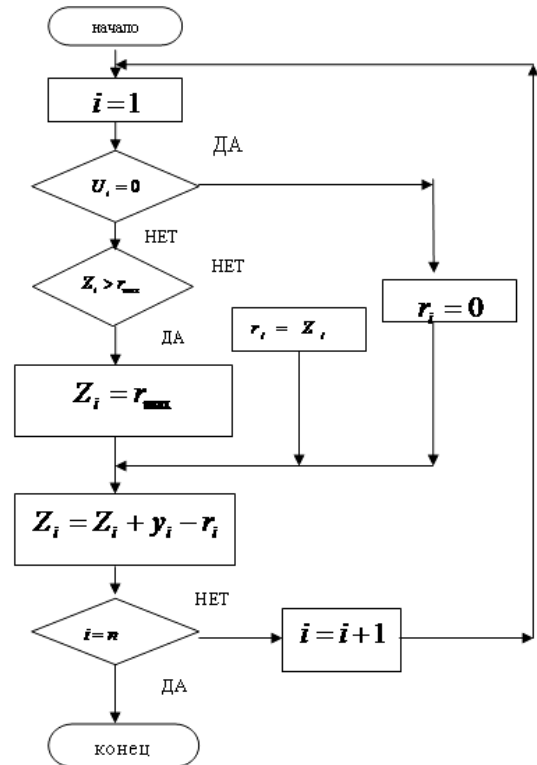 начало
i = 1
ДА
U_i = 0
НЕТ
НЕТ
Z_i > r_max
r_i = 0
r_i = Z_i
ДА
Z_i = r_max
Z_i = Z_i + y_i − r_i
НЕТ
i = n
i = i + 1
ДА
конец